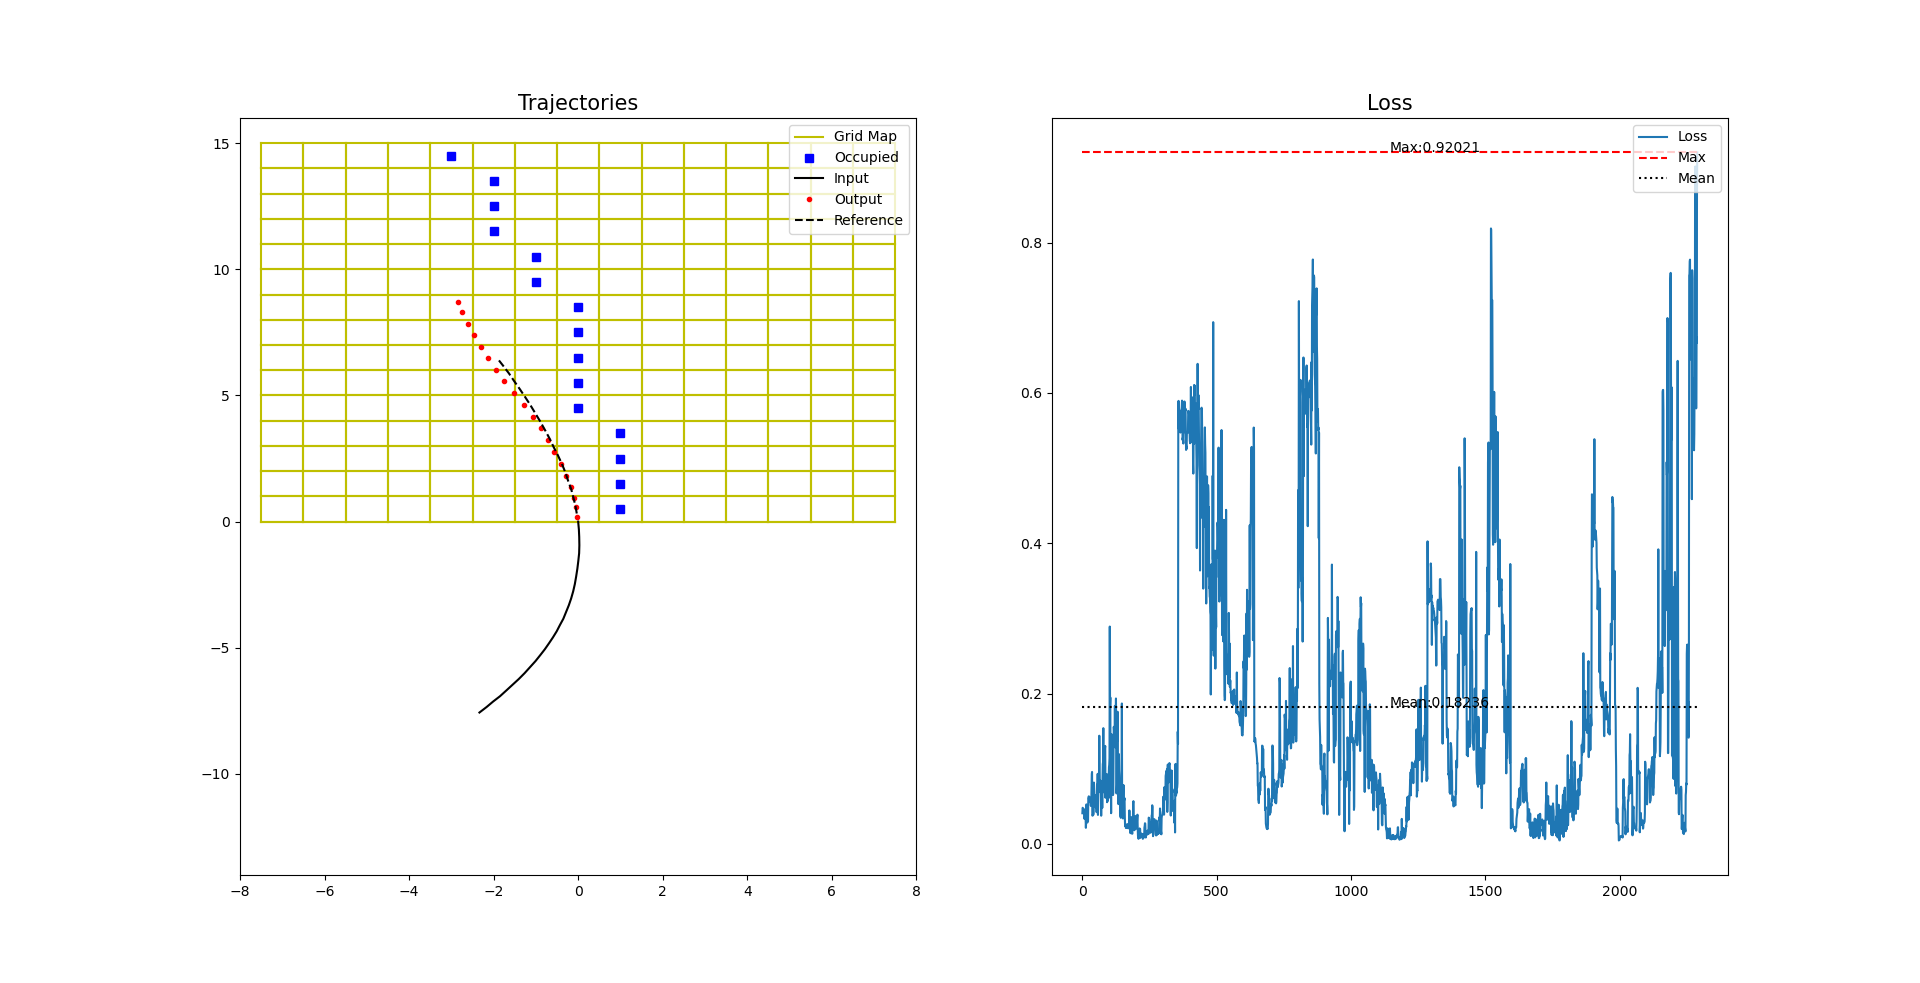 Trajectories
15
10
5
0
−5
−10
−8
−6
−4
−2
0
2
4
6
8
Grid Map
Occupied
Input
Output
Reference
Loss
0.8
0.6
0.4
0.2
0.0
0
500
1000
1500
2000
Max:0.92021
Mean:0.18236
Loss
Max
Mean